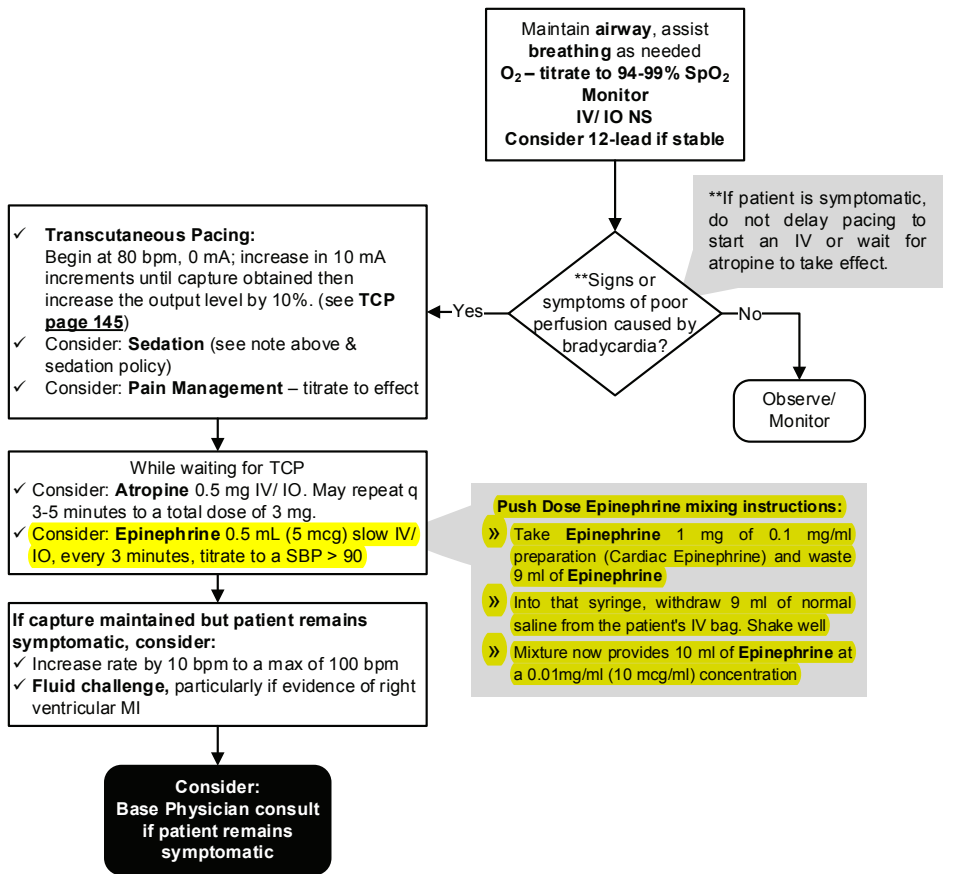 Maintain airway, assist
breathing as needed
O₂ – titrate to 94-99% SpO₂
Monitor
IV/ IO NS
Consider 12-lead if stable
**If patient is symptomatic,
do not delay pacing to
start an IV or wait for
atropine to take effect.
**Signs or
symptoms of poor
perfusion caused by
bradycardia?
Yes
No
Observe/
Monitor
✓ Transcutaneous Pacing:
Begin at 80 bpm, 0 mA; increase in 10 mA
increments until capture obtained then
increase the output level by 10%. (see TCP
page 145)
✓ Consider: Sedation (see note above &
sedation policy)
✓ Consider: Pain Management – titrate to effect
While waiting for TCP
✓ Consider: Atropine 0.5 mg IV/ IO. May repeat q
3-5 minutes to a total dose of 3 mg.
✓ Consider: Epinephrine 0.5 mL (5 mcg) slow IV/
IO, every 3 minutes, titrate to a SBP > 90
Push Dose Epinephrine mixing instructions:
» Take Epinephrine 1 mg of 0.1 mg/ml
preparation (Cardiac Epinephrine) and waste
9 ml of Epinephrine
» Into that syringe, withdraw 9 ml of normal
saline from the patient's IV bag. Shake well
» Mixture now provides 10 ml of Epinephrine at
a 0.01mg/ml (10 mcg/ml) concentration
If capture maintained but patient remains
symptomatic, consider:
✓ Increase rate by 10 bpm to a max of 100 bpm
✓ Fluid challenge, particularly if evidence of right
ventricular MI
Consider:
Base Physician consult
if patient remains
symptomatic